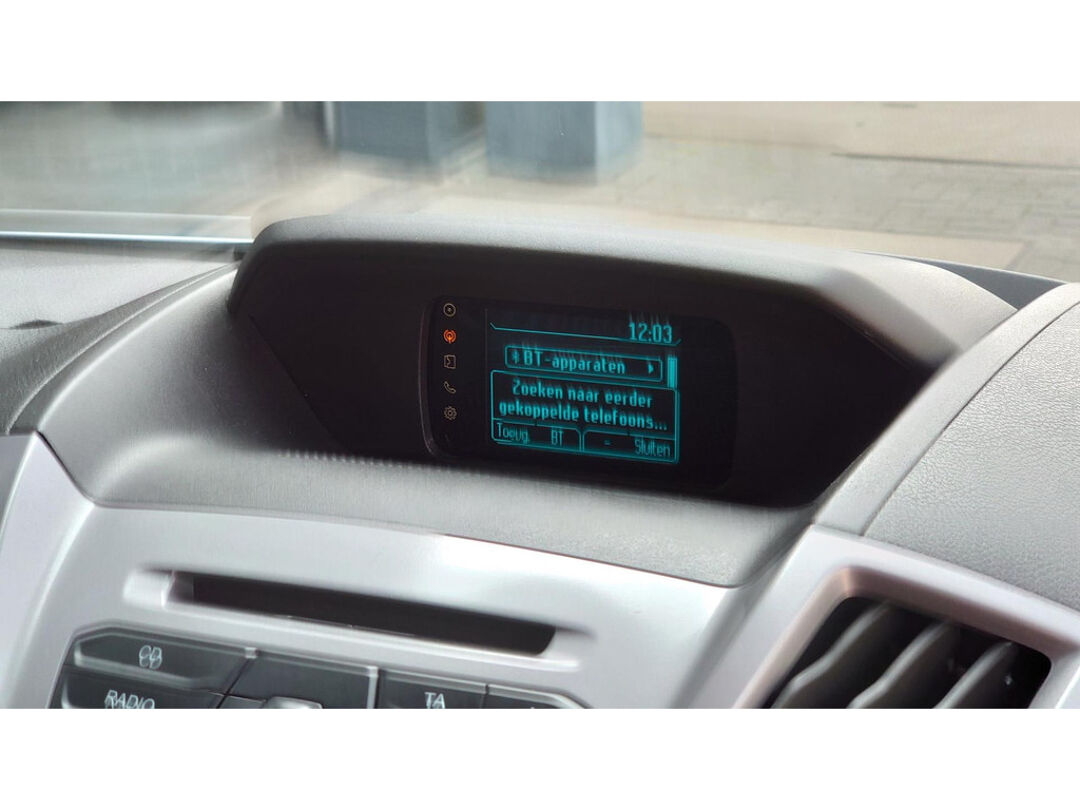 12:03
BT-apparaten
Zoeken naar eerder
gekoppelde telefoons...
Toevg. BT - Sluiten
CD
RADIO
TA